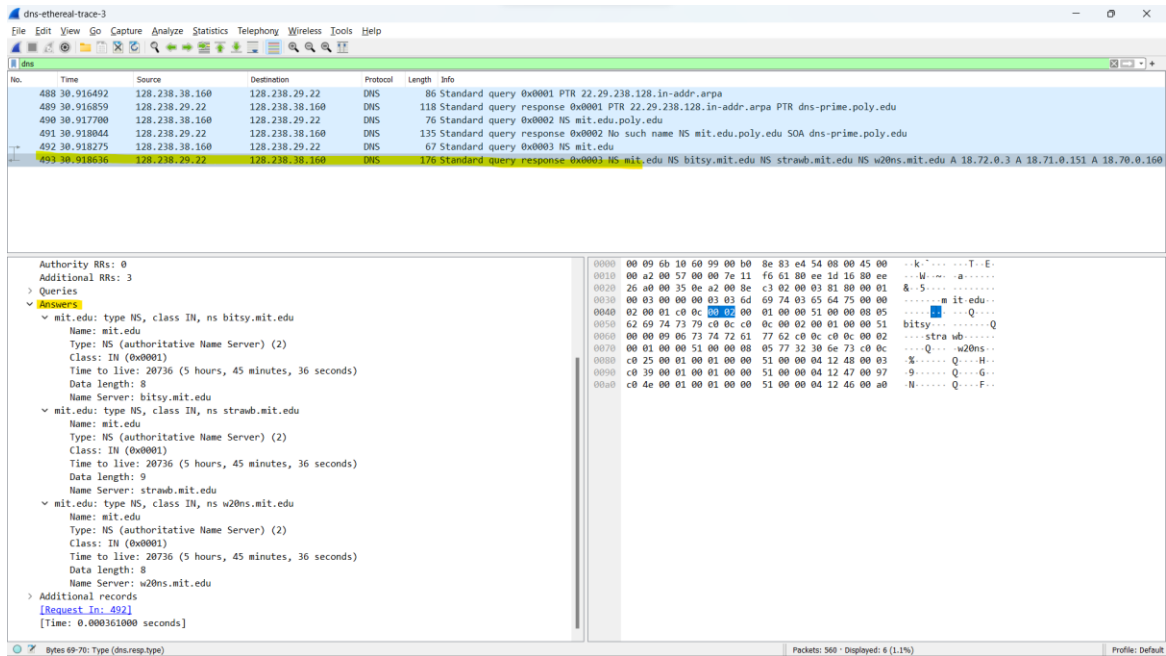 dns-ethereal-trace-3
File Edit View Go Capture Analyze Statistics Telephony Wireless Tools Help
dns
No. Time Source Destination Protocol Length Info
488 30.916492 128.238.38.160 128.238.29.22 DNS 86 Standard query 0x0001 PTR 22.29.238.128.in-addr.arpa
489 30.916859 128.238.29.22 128.238.38.160 DNS 118 Standard query response 0x0001 PTR 22.29.238.128.in-addr.arpa PTR dns-prime.poly.edu
490 30.917700 128.238.38.160 128.238.29.22 DNS 76 Standard query 0x0002 NS mit.edu.poly.edu
491 30.918044 128.238.29.22 128.238.38.160 DNS 135 Standard query response 0x0002 No such name NS mit.edu.poly.edu SOA dns-prime.poly.edu
492 30.918275 128.238.38.160 128.238.29.22 DNS 67 Standard query 0x0003 NS mit.edu
493 30.918636 128.238.29.22 128.238.38.160 DNS 176 Standard query response 0x0003 NS mit.edu NS bitsy.mit.edu NS strawb.mit.edu NS w20ns.mit.edu A 18.72.0.3 A 18.71.0.151 A 18.70.0.160
Authority RRs: 0
Additional RRs: 3
Queries
Answers
mit.edu: type NS, class IN, ns bitsy.mit.edu
Name: mit.edu
Type: NS (authoritative Name Server) (2)
Class: IN (0x0001)
Time to live: 20736 (5 hours, 45 minutes, 36 seconds)
Data length: 8
Name Server: bitsy.mit.edu
mit.edu: type NS, class IN, ns strawb.mit.edu
Name: mit.edu
Type: NS (authoritative Name Server) (2)
Class: IN (0x0001)
Time to live: 20736 (5 hours, 45 minutes, 36 seconds)
Data length: 9
Name Server: strawb.mit.edu
mit.edu: type NS, class IN, ns w20ns.mit.edu
Name: mit.edu
Type: NS (authoritative Name Server) (2)
Class: IN (0x0001)
Time to live: 20736 (5 hours, 45 minutes, 36 seconds)
Data length: 8
Name Server: w20ns.mit.edu
Additional records
[Request In: 492]
[Time: 0.000361000 seconds]
0000 00 09 6b 10 60 99 00 b0 8e 83 e4 54 08 00 45 00 ··k·`··· ···T··E·
0010 00 a2 00 57 00 00 7e 11 f6 61 80 ee 1d 16 80 ee ···W··~· ·a······
0020 26 a0 00 35 0e a2 00 8e c3 02 00 03 81 80 00 01 &··5···· ········
0030 00 03 00 00 00 03 03 6d 69 74 03 65 64 75 00 00 ·······m it·edu··
0040 02 00 01 c0 0c 00 02 00 01 00 00 51 00 00 08 05 ········ ···Q····
0050 62 69 74 73 79 c0 0c c0 0c 00 02 00 01 00 00 51 bitsy··· ·······Q
0060 00 00 09 06 73 74 72 61 77 62 c0 0c c0 0c 00 02 ····stra wb······
0070 00 01 00 00 51 00 00 08 05 77 32 30 6e 73 c0 0c ····Q··· ·w20ns··
0080 c0 25 00 01 00 01 00 00 51 00 00 04 12 48 00 03 ·%······ Q····H··
0090 c0 39 00 01 00 01 00 00 51 00 00 04 12 47 00 97 ·9······ Q····G··
00a0 c0 4e 00 01 00 01 00 00 51 00 00 04 12 46 00 a0 ·N······ Q····F··
Bytes 69-70: Type (dns.resp.type) Packets: 560 · Displayed: 6 (1.1%) Profile: Default